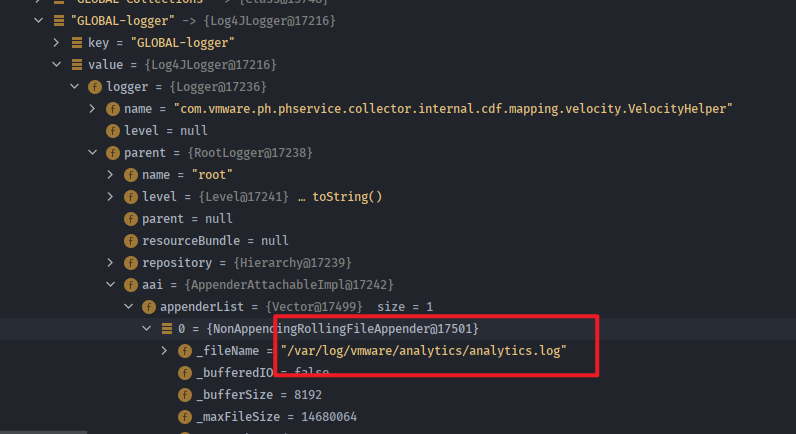 "GLOBAL-logger" -> {Log4JLogger@17216}
key = "GLOBAL-logger"
value = {Log4JLogger@17216}
f logger = {Logger@17236}
f name = "com.vmware.ph.phservice.collector.internal.cdf.mapping.velocity.VelocityHelper"
f level = null
f parent = {RootLogger@17238}
f name = "root"
f level = {Level@17241} … toString()
f parent = null
f resourceBundle = null
f repository = {Hierarchy@17239}
f aai = {AppenderAttachableImpl@17242}
f appenderList = {Vector@17499} size = 1
0 = {NonAppendingRollingFileAppender@17501}
f _fileName = "/var/log/vmware/analytics/analytics.log"
f _bufferedIO = false
f _bufferSize = 8192
f _maxFileSize = 14680064